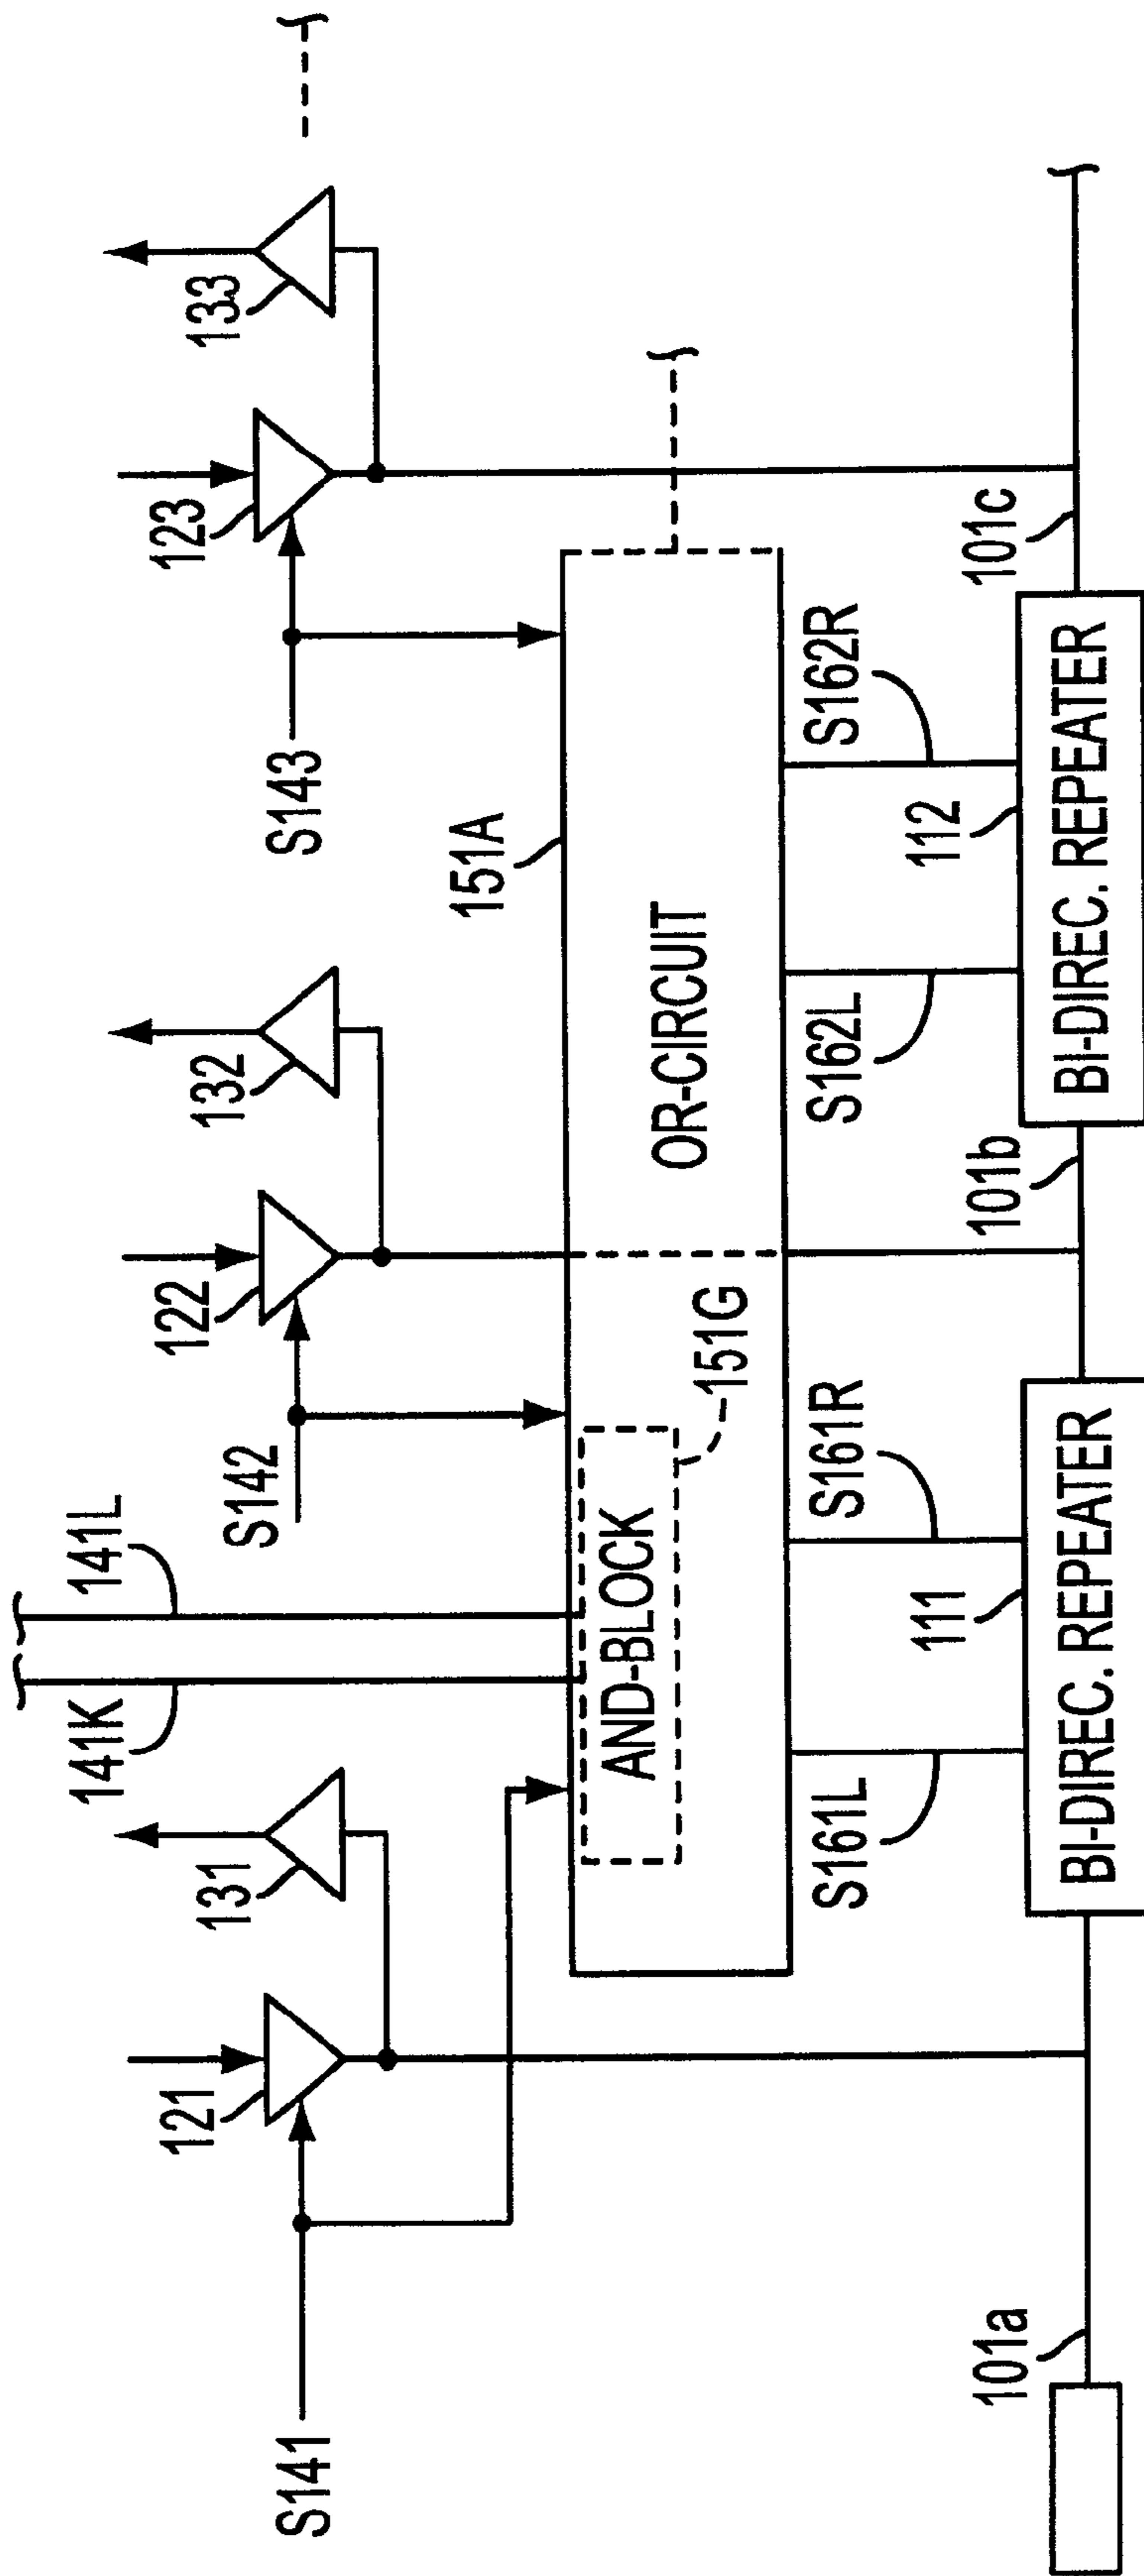 133
123
S143
132
122
S142
141L
141K
131
121
S141
151A
OR-CIRCUIT
AND-BLOCK
151G
S162R
S162L
S161R
S161L
101c
112
BI-DIREC. REPEATER
101b
111
BI-DIREC. REPEATER
101a